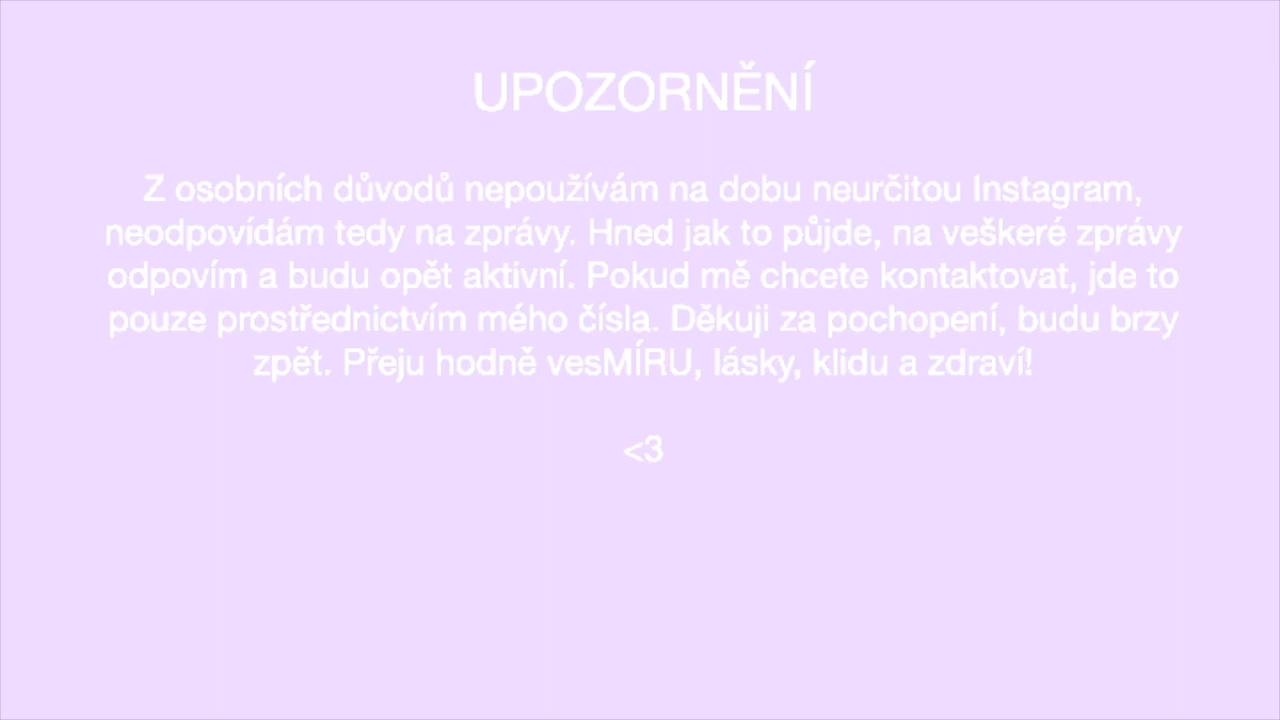 UPOZORNĚNÍ
Z osobních důvodů nepoužívám na dobu neurčitou Instagram,
neodpovídám tedy na zprávy. Hned jak to půjde, na veškeré zprávy
odpovím a budu opět aktivní. Pokud mě chcete kontaktovat, jde to
pouze prostřednictvím mého čísla. Děkuji za pochopení, budu brzy
zpět. Přeju hodně vesMÍRU, lásky, klidu a zdraví!
<3